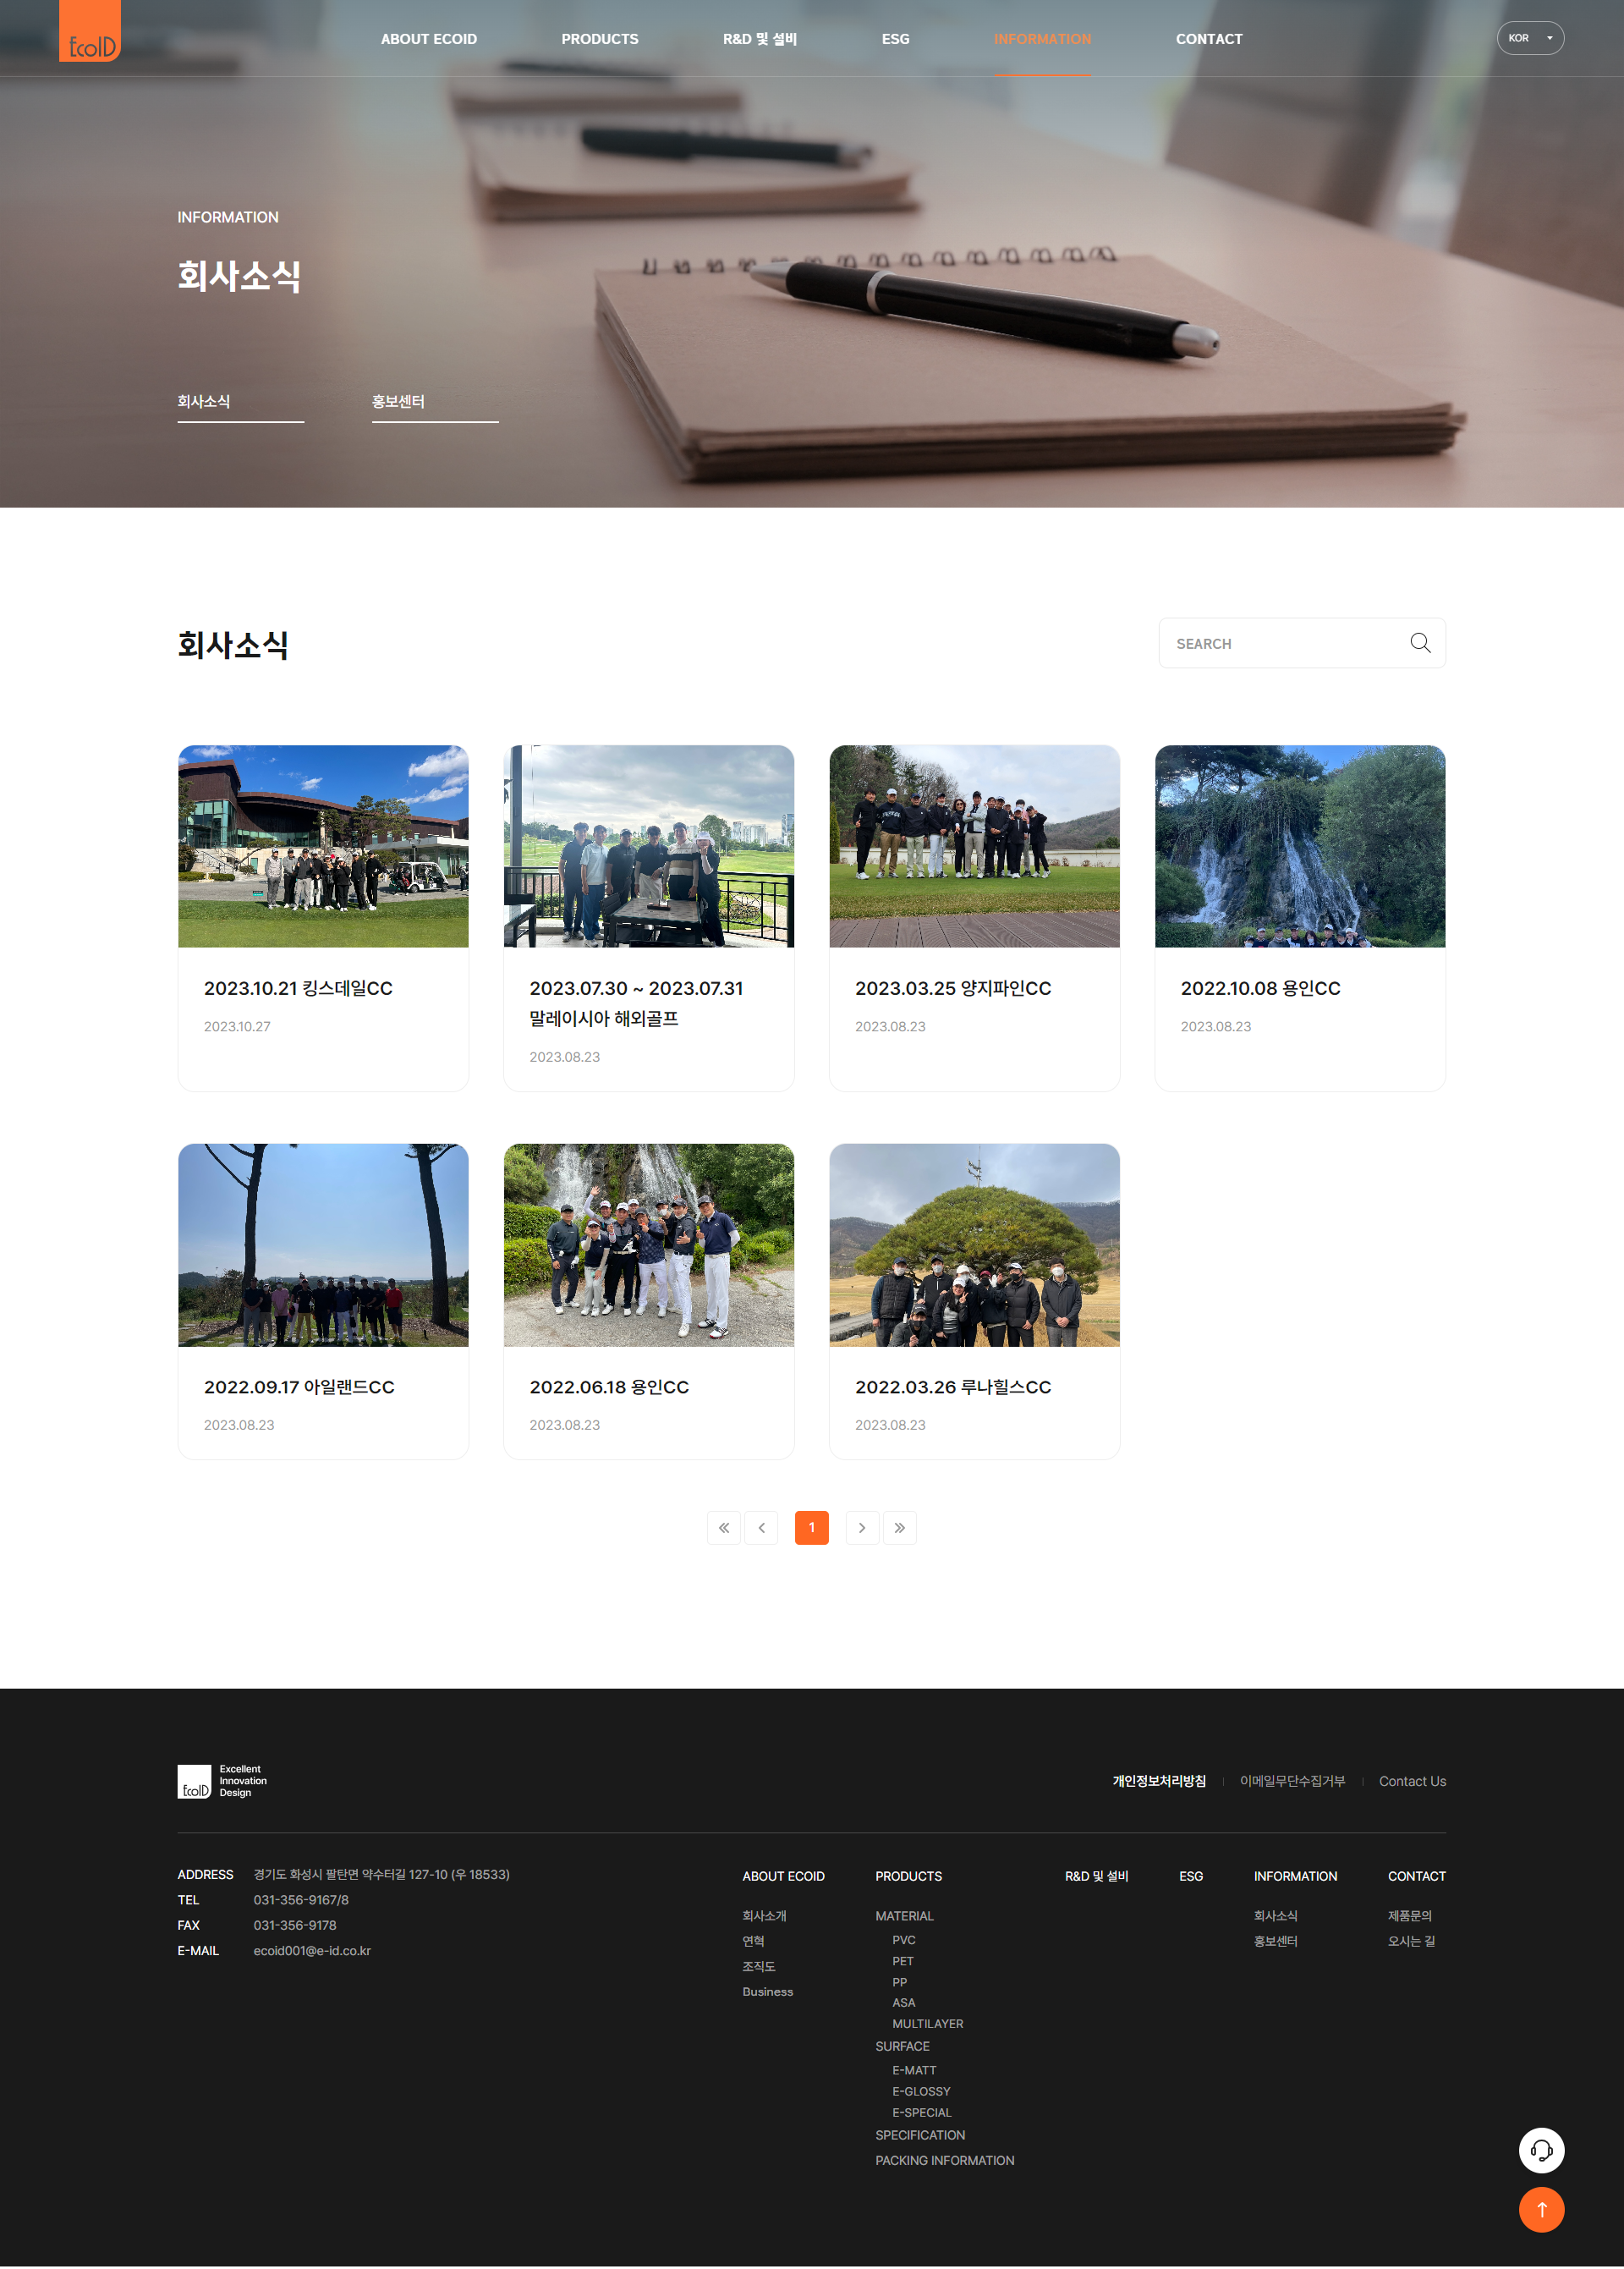 EcoID
ABOUT ECOID
PRODUCTS
R&D 및 설비
ESG
INFORMATION
CONTACT
KOR
INFORMATION
회사소식
회사소식
홍보센터
회사소식
SEARCH
2023.10.21 킹스데일CC
2023.10.27
2023.07.30 ~ 2023.07.31
말레이시아 해외골프
2023.08.23
2023.03.25 양지파인CC
2023.08.23
2022.10.08 용인CC
2023.08.23
2022.09.17 아일랜드CC
2023.08.23
2022.06.18 용인CC
2023.08.23
2022.03.26 루나힐스CC
2023.08.23
1
EcoID
Excellent
Innovation
Design
개인정보처리방침
이메일무단수집거부
Contact Us
ADDRESS 경기도 화성시 팔탄면 약수터길 127-10 (우 18533)
TEL 031-356-9167/8
FAX 031-356-9178
E-MAIL ecoid001@e-id.co.kr
ABOUT ECOID
회사소개
연혁
조직도
Business
PRODUCTS
MATERIAL
PVC
PET
PP
ASA
MULTILAYER
SURFACE
E-MATT
E-GLOSSY
E-SPECIAL
SPECIFICATION
PACKING INFORMATION
R&D 및 설비
ESG
INFORMATION
회사소식
홍보센터
CONTACT
제품문의
오시는 길